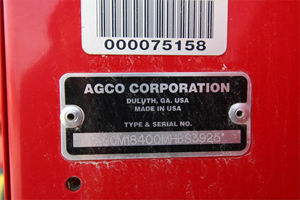 000075158
AGCO CORPORATION
DULUTH, GA. USA
MADE IN USA
TYPE & SERIAL NO.